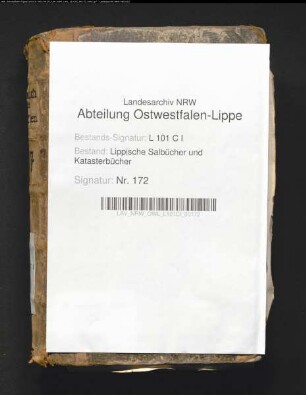 Landesarchiv NRW
Abteilung Ostwestfalen-Lippe
Bestands-Signatur: L 101 C I
Bestand: Lippische Salbücher und
Katasterbücher
Signatur: Nr. 172